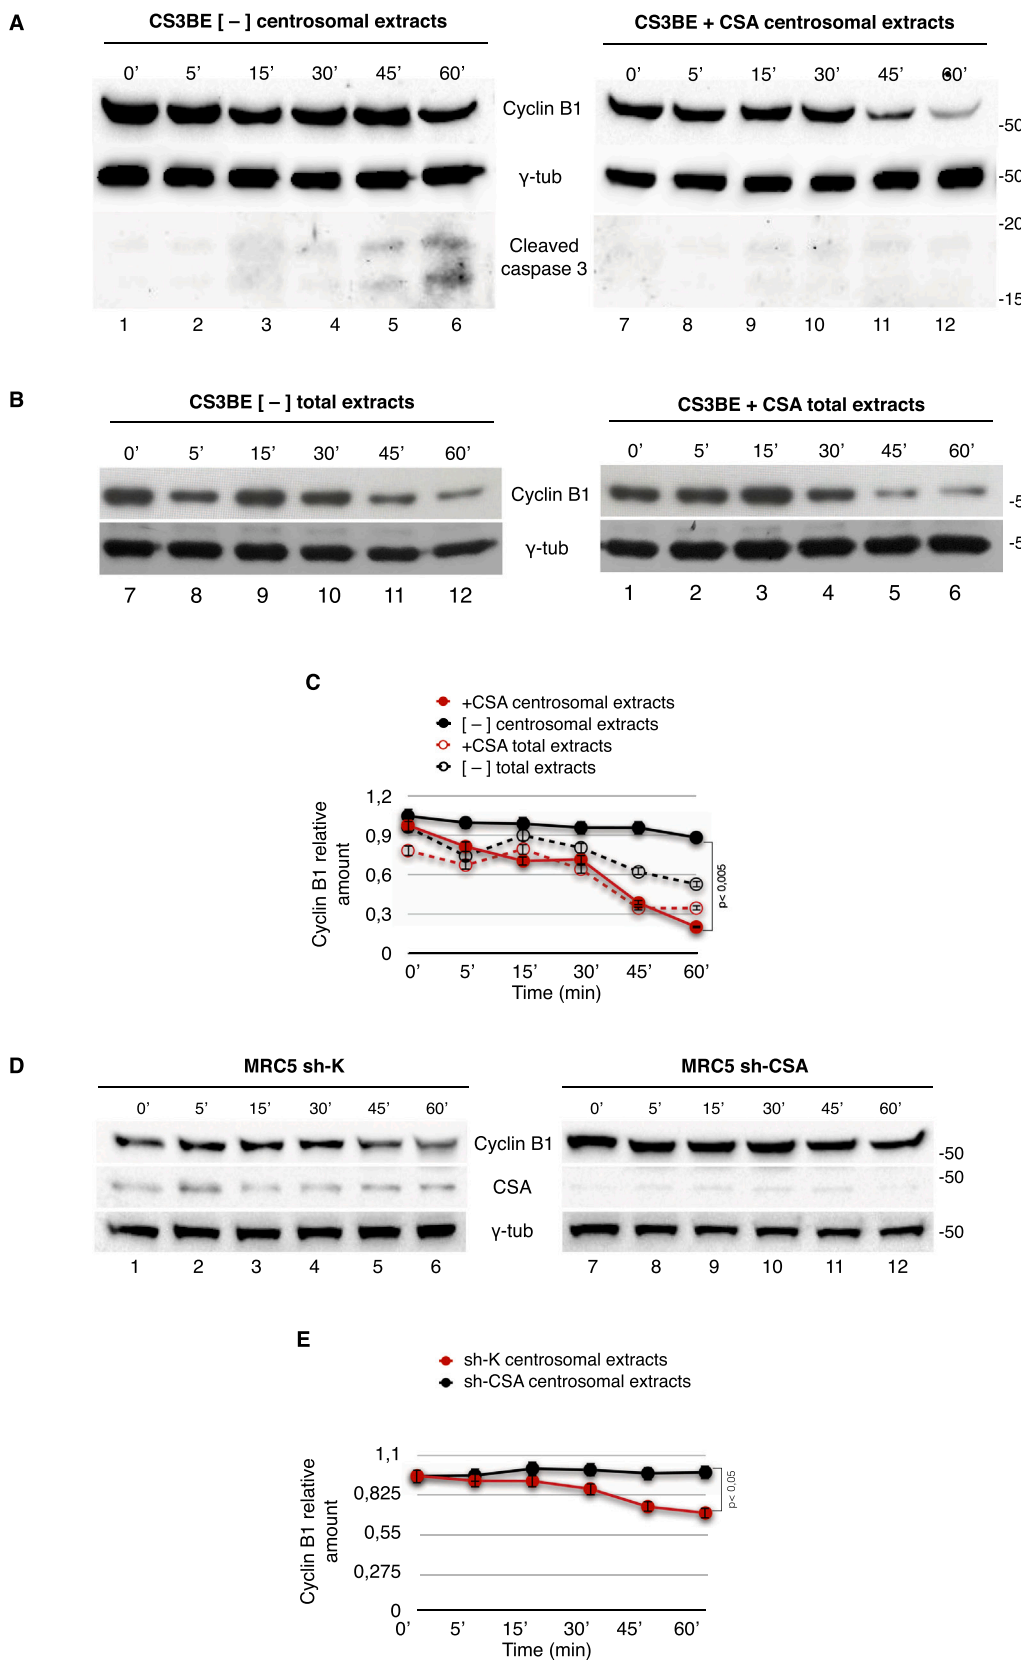 A
CS3BE [ – ] centrosomal extracts
CS3BE + CSA centrosomal extracts
0’ 5’ 15’ 30’ 45’ 60’
0’ 5’ 15’ 30’ 45’ 60’
Cyclin B1
-50
γ-tub
-50
-20
Cleaved
caspase 3
-15
1 2 3 4 5 6
7 8 9 10 11 12
B
CS3BE [ – ] total extracts
CS3BE + CSA total extracts
0’ 5’ 15’ 30’ 45’ 60’
0’ 5’ 15’ 30’ 45’ 60’
Cyclin B1
-5
γ-tub
-5
7 8 9 10 11 12
1 2 3 4 5 6
C
+CSA centrosomal extracts
[ – ] centrosomal extracts
+CSA total extracts
[ – ] total extracts
Cyclin B1 relative
amount
1,2
0,9
0,6
0,3
0
p< 0,005
0’ 5’ 15’ 30’ 45’ 60’
Time (min)
D
MRC5 sh-K
MRC5 sh-CSA
0’ 5’ 15’ 30’ 45’ 60’
0’ 5’ 15’ 30’ 45’ 60’
Cyclin B1
-50
-50
CSA
γ-tub
-50
1 2 3 4 5 6
7 8 9 10 11 12
E
sh-K centrosomal extracts
sh-CSA centrosomal extracts
Cyclin B1 relative
amount
1,1
0,825
0,55
0,275
0
p< 0,05
0’ 5’ 15’ 30’ 45’ 60’
Time (min)